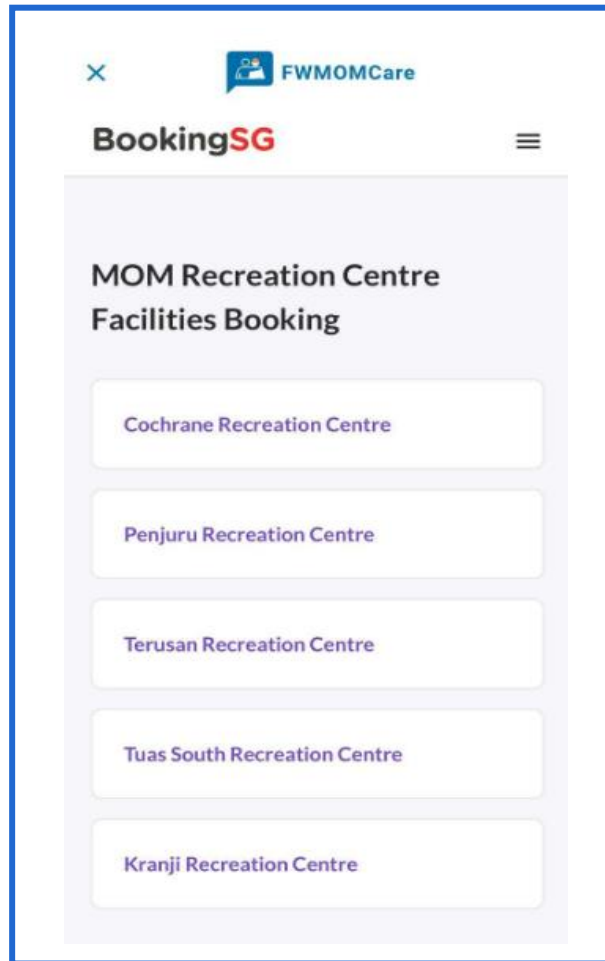 FWMOMCare
BookingSG
MOM Recreation Centre
Facilities Booking
Cochrane Recreation Centre
Penjuru Recreation Centre
Terusan Recreation Centre
Tuas South Recreation Centre
Kranji Recreation Centre